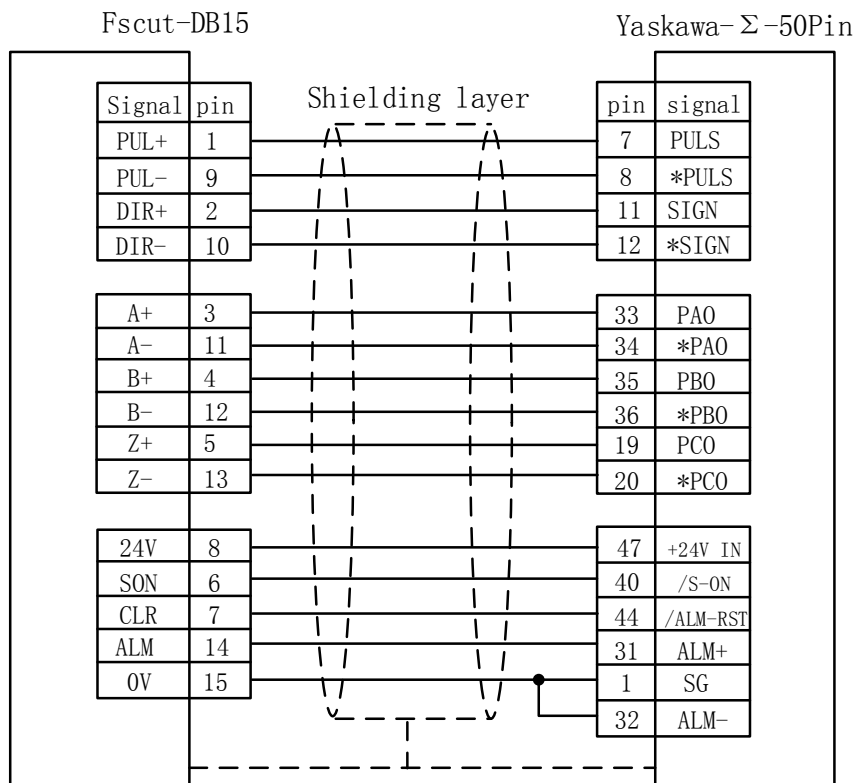 Fscut-DB15
Yaskawa-Σ-50Pin
Shielding layer
Signal pin
PUL+ 1
PUL- 9
DIR+ 2
DIR- 10
A+ 3
A- 11
B+ 4
B- 12
Z+ 5
Z- 13
24V 8
SON 6
CLR 7
ALM 14
0V 15
pin signal
7 PULS
8 *PULS
11 SIGN
12 *SIGN
33 PAO
34 *PAO
35 PBO
36 *PBO
19 PCO
20 *PCO
47 +24V IN
40 /S-ON
44 /ALM-RST
31 ALM+
1 SG
32 ALM-